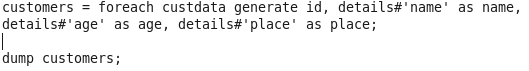 customers = foreach custdata generate id, details#'name' as name,
details#'age' as age, details#'place' as place;
dump customers;